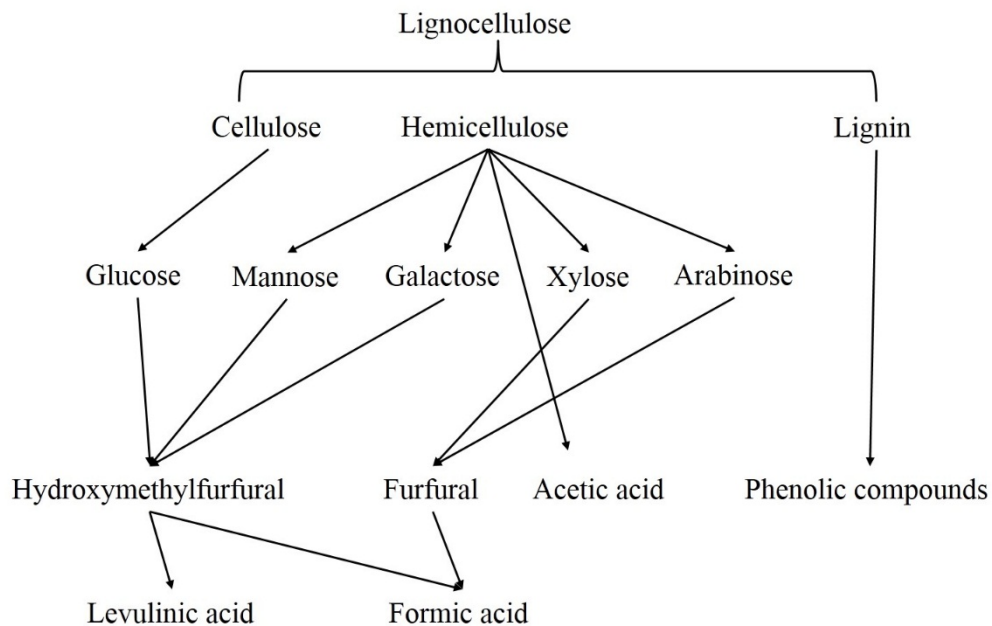 Lignocellulose
Cellulose Hemicellulose Lignin
Glucose Mannose Galactose Xylose Arabinose
Hydroxymethylfurfural Furfural Acetic acid Phenolic compounds
Levulinic acid Formic acid